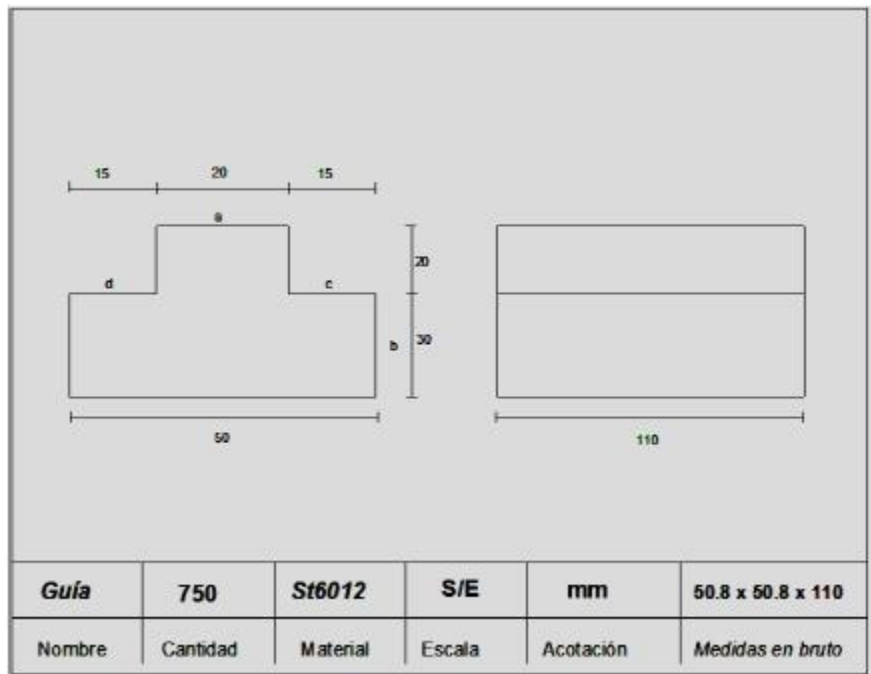 15 20 15
a
d c
20
b 30
50
110
Guía 750 St6012 S/E mm 50.8 x 50.8 x 110
Nombre Cantidad Material Escala Acotación Medidas en bruto